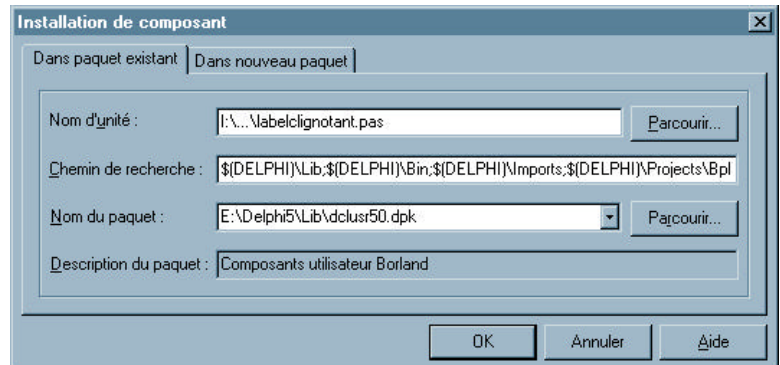 Installation de composant
Dans paquet existant Dans nouveau paquet
Nom d'unité : I:\...\labelclignotant.pas Parcourir...
Chemin de recherche : $(DELPHI)\Lib;$(DELPHI)\Bin;$(DELPHI)\Imports;$(DELPHI)\Projects\Bpl
Nom du paquet : E:\Delphi5\Lib\dclusr50.dpk Parcourir...
Description du paquet : Composants utilisateur Borland
OK Annuler Aide